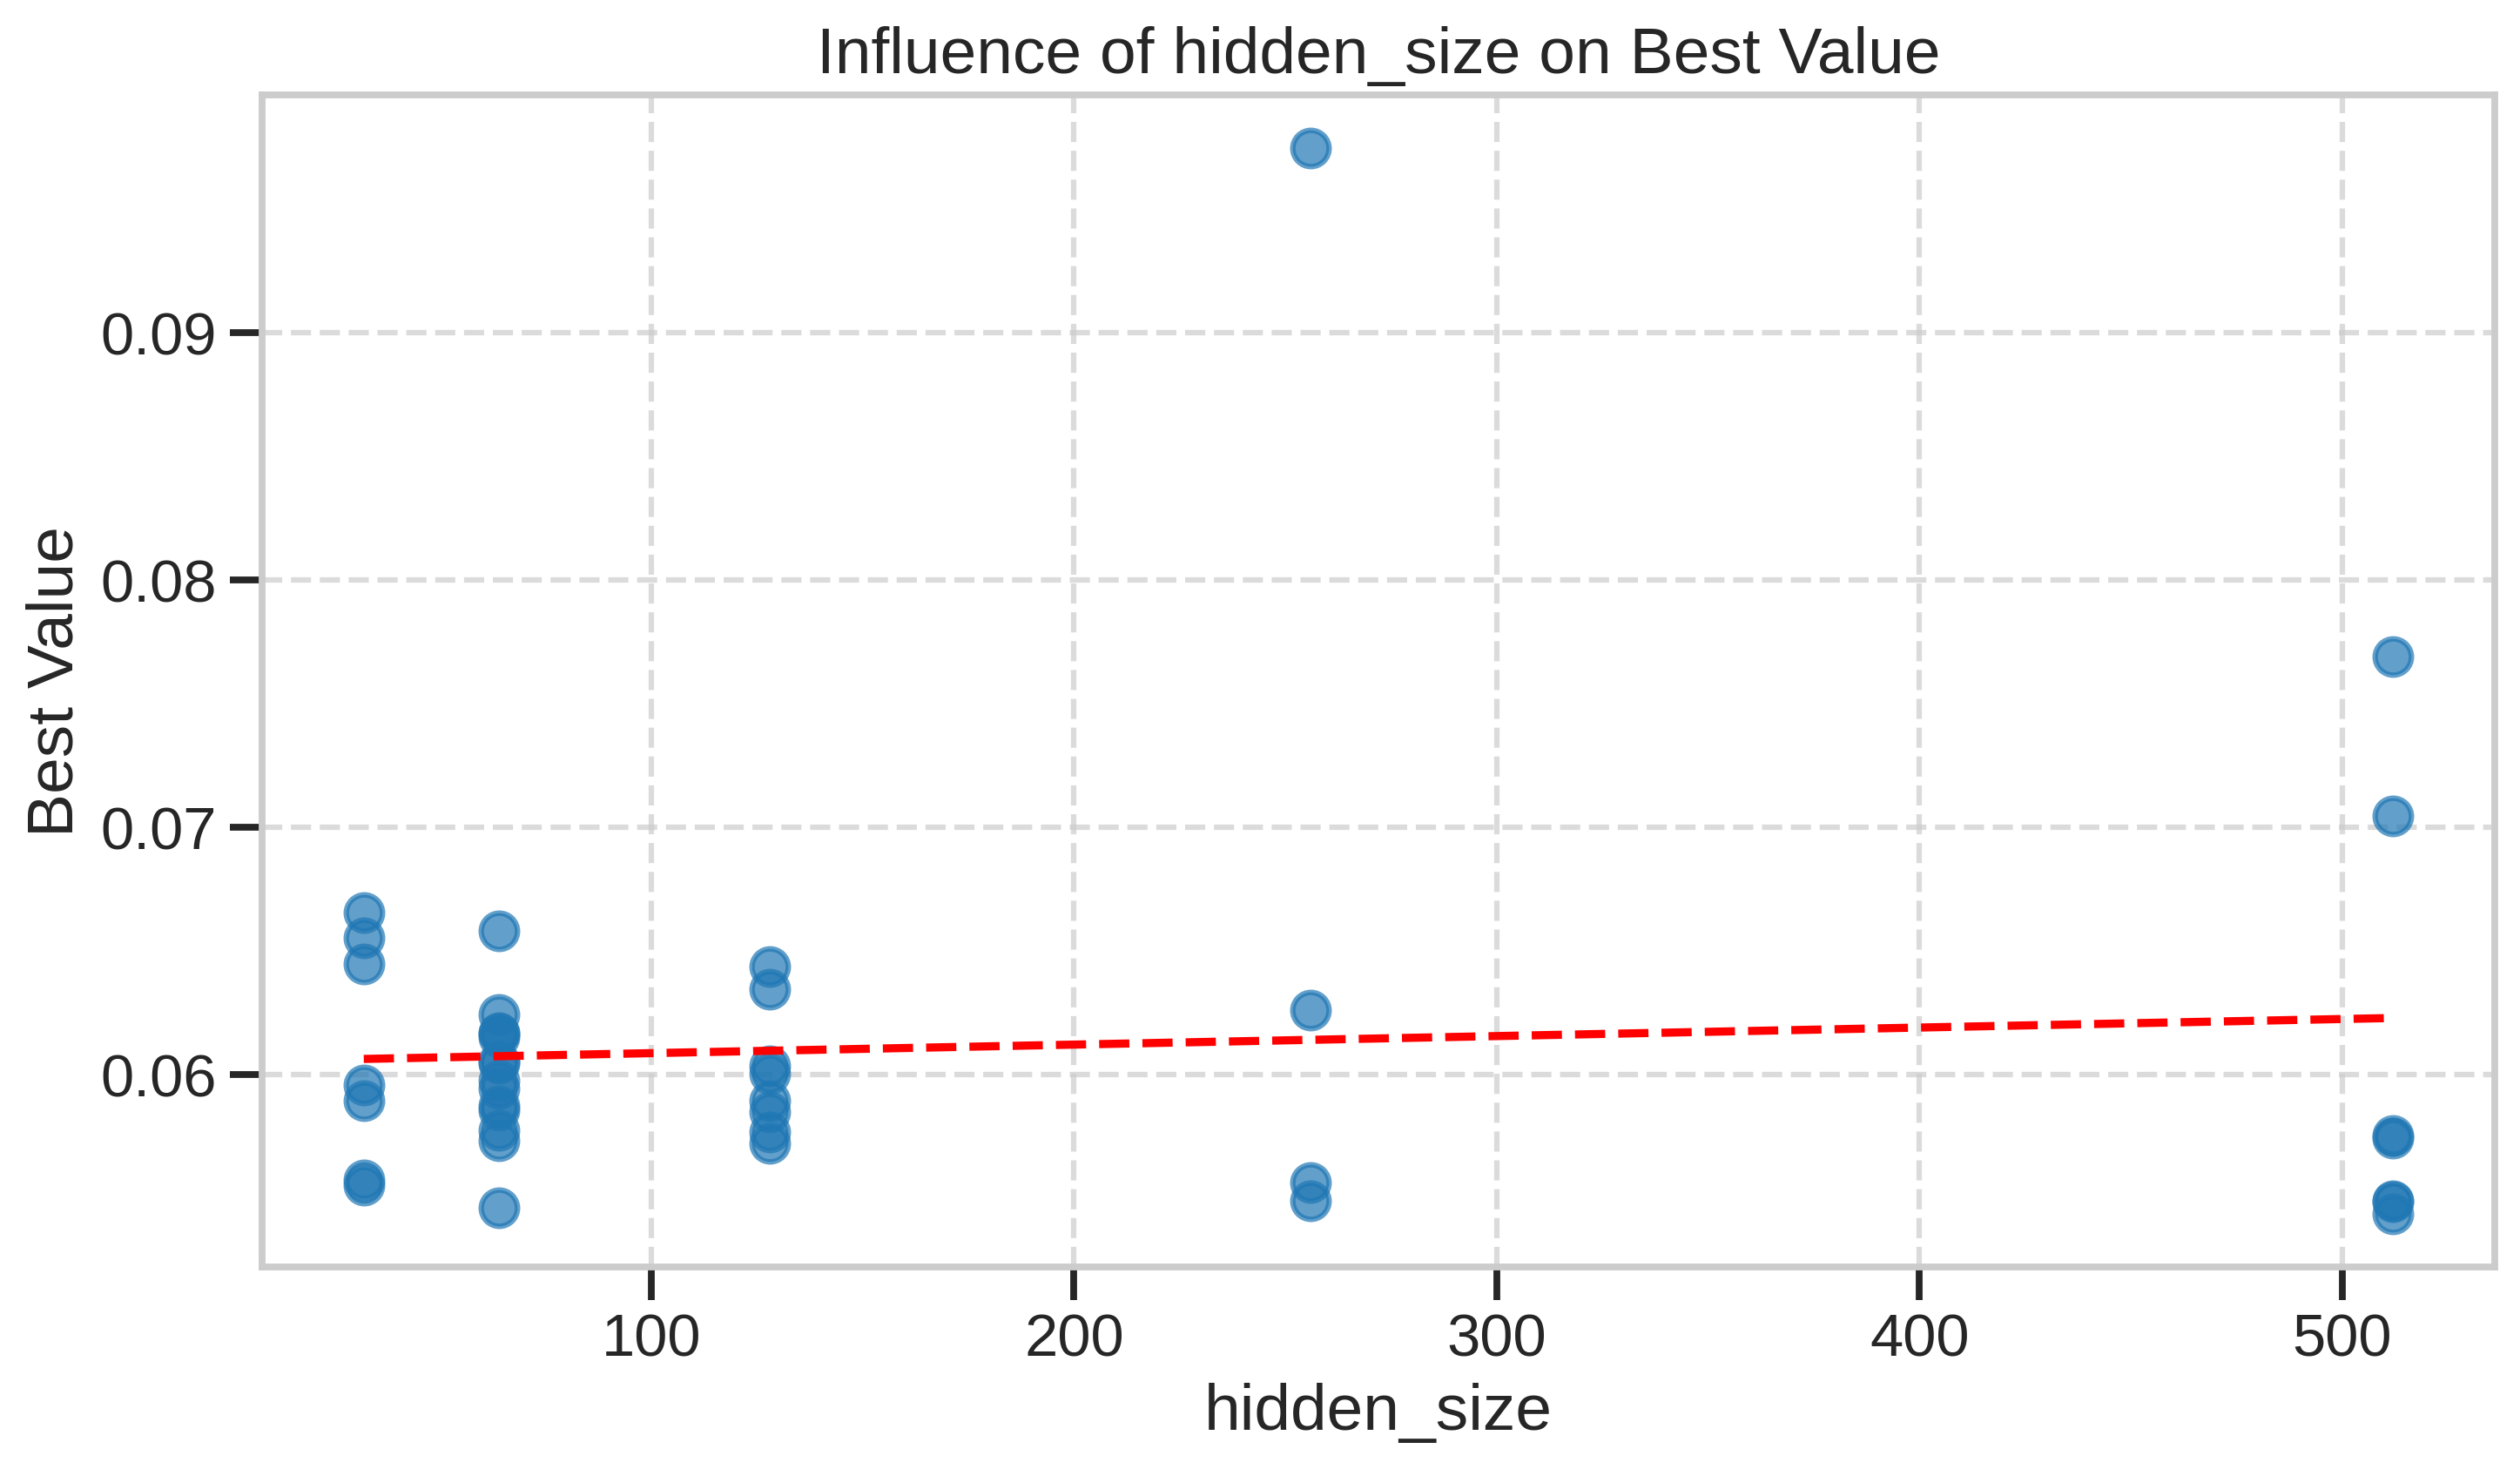 Influence of hidden_size on Best Value
Best Value
0.09
0.08
0.07
0.06
100 200 300 400 500
hidden_size